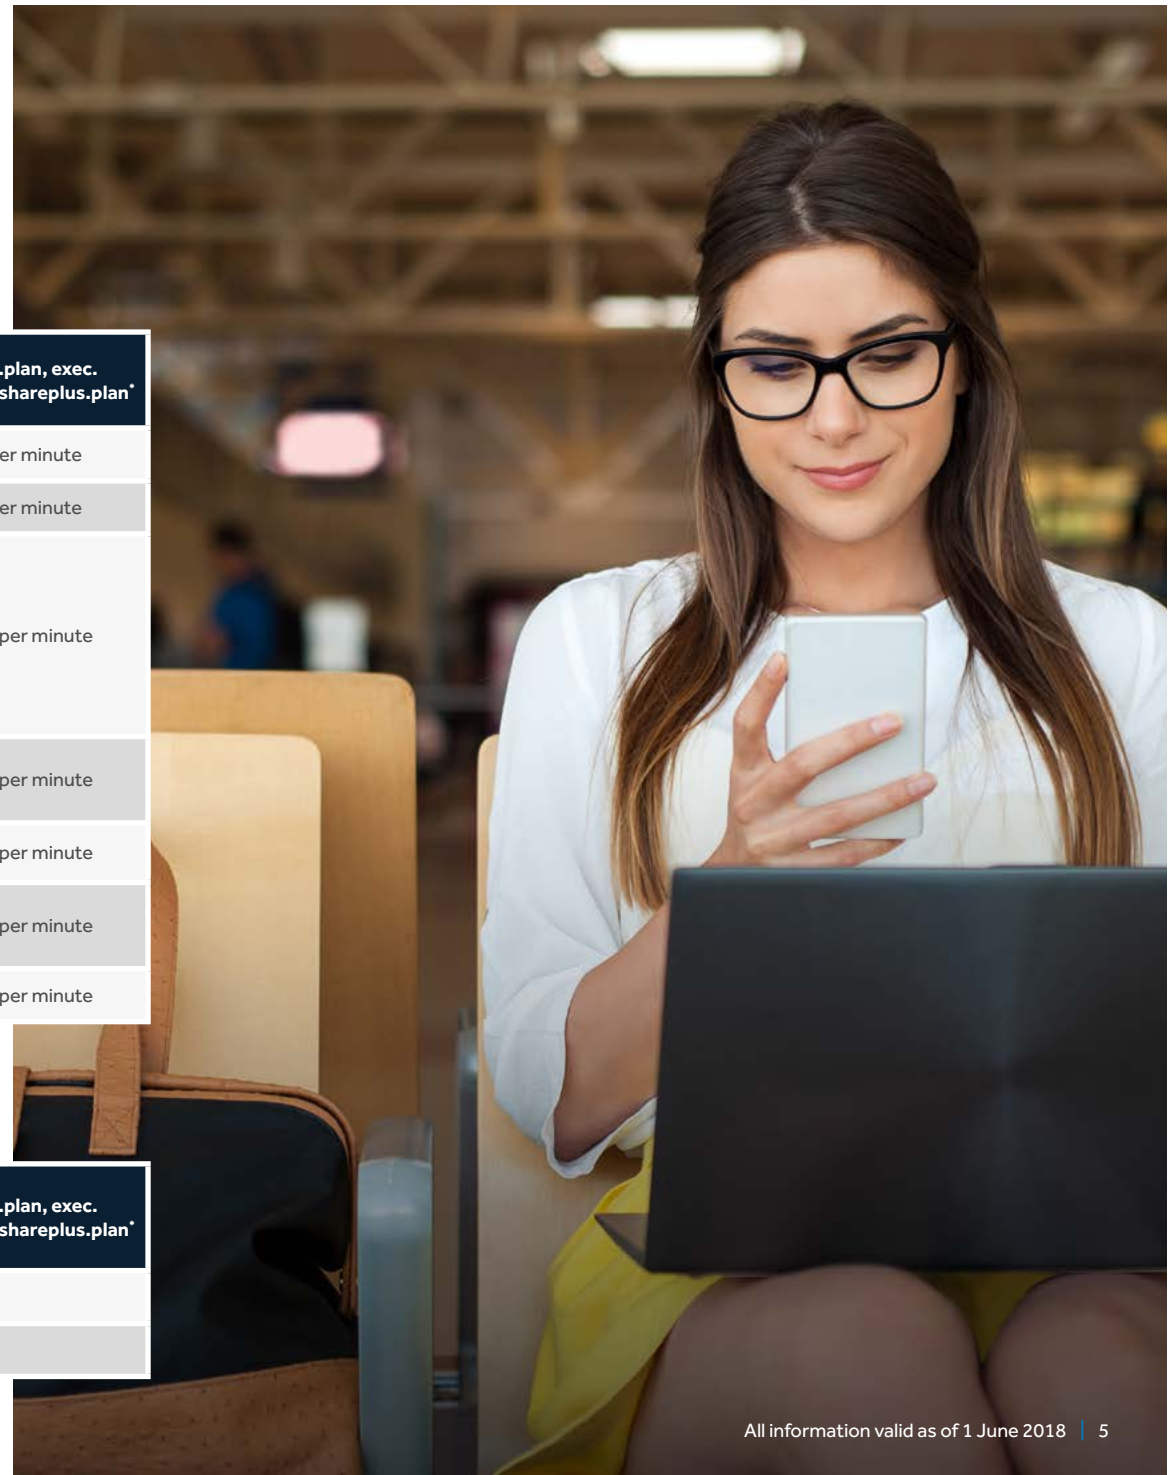 .plan, exec.
shareplus.plan*
er minute
er minute
per minute
per minute
per minute
per minute
per minute
.plan, exec.
shareplus.plan*
All information valid as of 1 June 2018 | 5